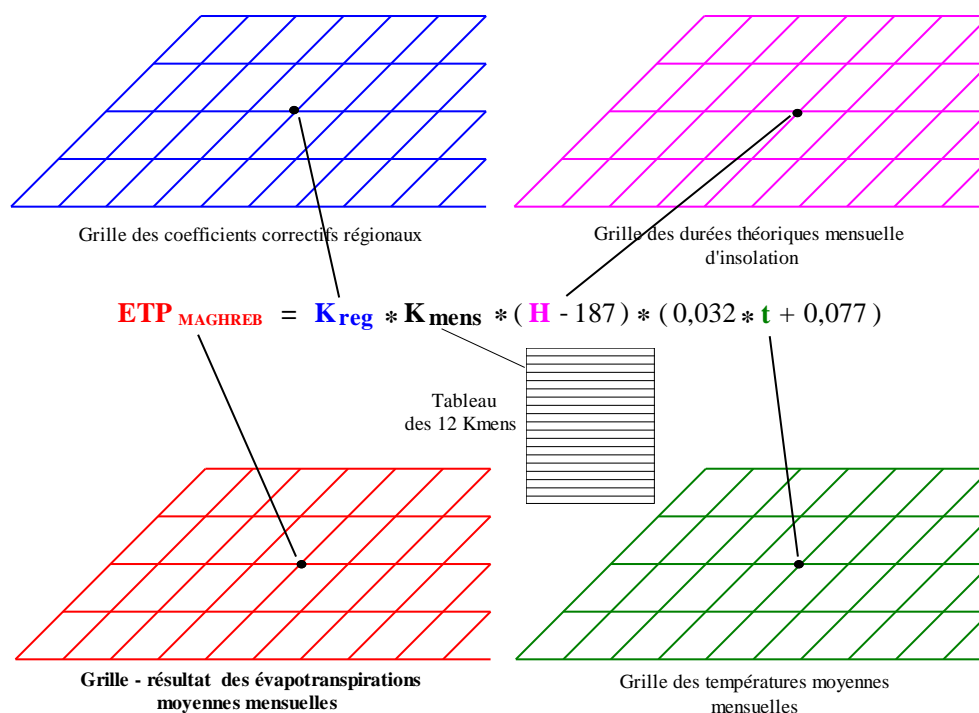 Grille des coefficients correctifs régionaux
Grille des durées théoriques mensuelle
d'insolation
ETP MAGHREB = Kreg * Kmens * ( H - 187 ) * ( 0,032 * t + 0,077 )
Tableau
des 12 Kmens
Grille - résultat des évapotranspirations
moyennes mensuelles
Grille des températures moyennes
mensuelles